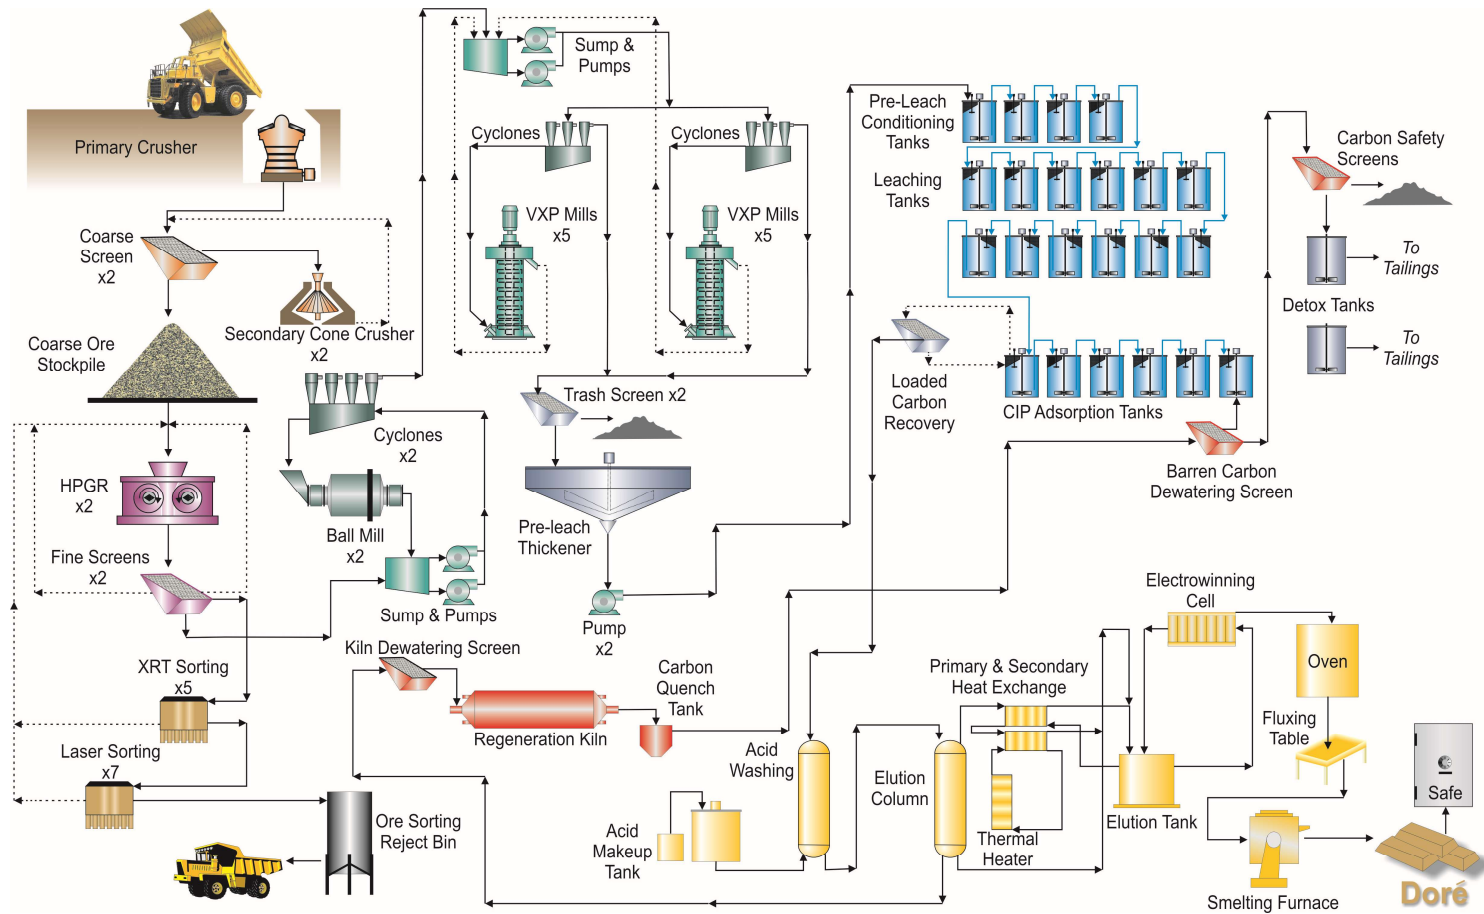 Sump &
Pumps
Primary Crusher
Cyclones
Cyclones
Pre-Leach
Conditioning
Tanks
Carbon Safety
Screens
Leaching
Tanks
VXP Mills
x5
VXP Mills
x5
Coarse
Screen
x2
To
Tailings
Detox Tanks
Secondary Cone Crusher
x2
Coarse Ore
Stockpile
To
Tailings
Loaded
Carbon
Recovery
CIP Adsorption Tanks
Trash Screen x2
Cyclones
x2
Barren Carbon
Dewatering Screen
HPGR
x2
Ball Mill
x2
Pre-leach
Thickener
Fine Screens
x2
Sump & Pumps
Pump
x2
Electrowinning
Cell
Kiln Dewatering Screen
XRT Sorting
x5
Carbon
Quench
Tank
Primary & Secondary
Heat Exchange
Oven
Regeneration Kiln
Fluxing
Table
Laser Sorting
x7
Acid
Washing
Elution
Column
Safe
Ore Sorting
Reject Bin
Elution Tank
Acid
Makeup
Tank
Thermal
Heater
Smelting Furnace
Doré